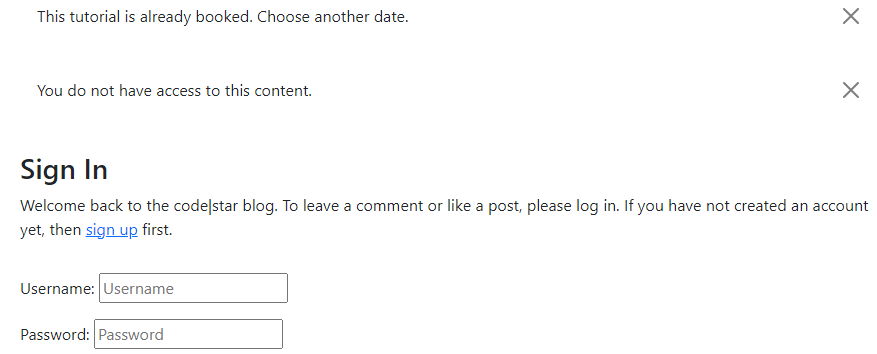 This tutorial is already booked. Choose another date.
You do not have access to this content.
Sign In
Welcome back to the code|star blog. To leave a comment or like a post, please log in. If you have not created an account
yet, then sign up first.
Username: Username
Password: Password